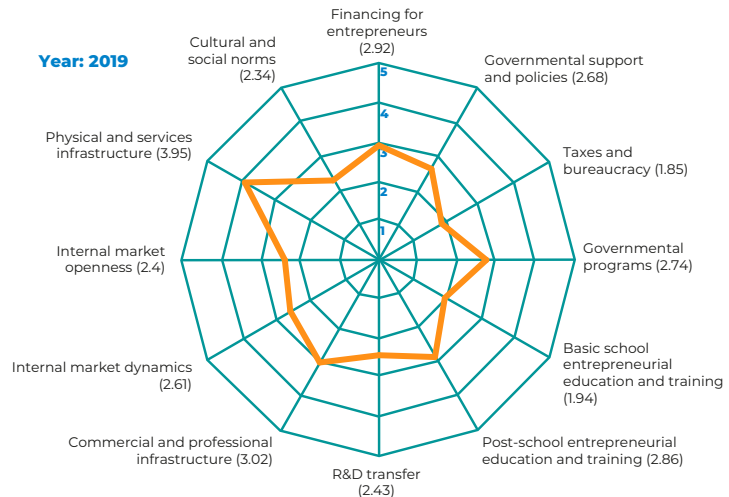 Year: 2019
Financing for
entrepreneurs
(2.92)
Governmental support
and policies (2.68)
Taxes and
bureaucracy (1.85)
Governmental
programs (2.74)
Basic school
entrepreneurial
education and training
(1.94)
Post-school entrepreneurial
education and training (2.86)
R&D transfer
(2.43)
Commercial and professional
infrastructure (3.02)
Internal market dynamics
(2.61)
Internal market
openness (2.4)
Physical and services
infrastructure (3.95)
Cultural and
social norms
(2.34)
5
4
3
2
1